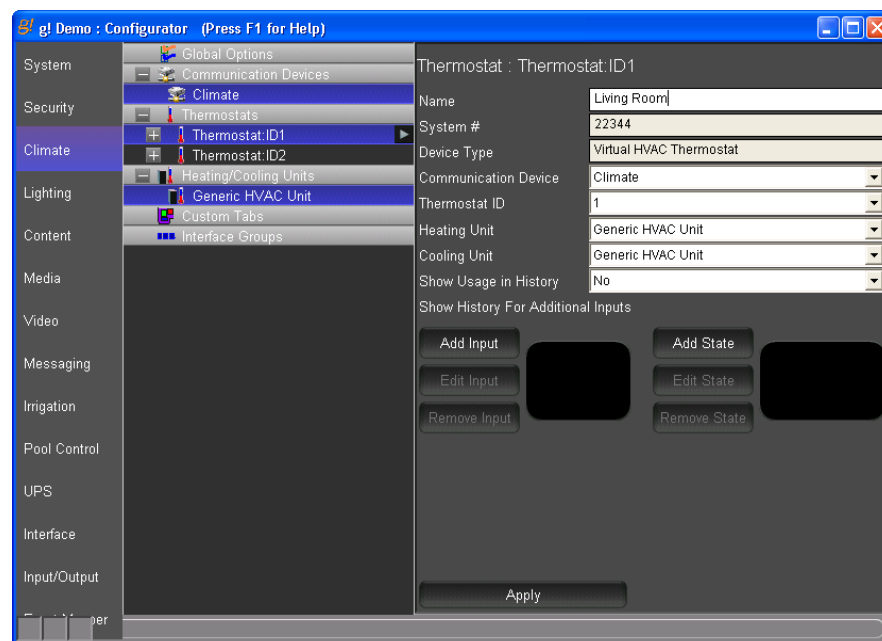 g! g! Demo : Configurator (Press F1 for Help)
System
Security
Climate
Lighting
Content
Media
Video
Messaging
Irrigation
Pool Control
UPS
Interface
Input/Output
Global Options
Communication Devices
Climate
Thermostats
Thermostat:ID1
Thermostat:ID2
Heating/Cooling Units
Generic HVAC Unit
Custom Tabs
Interface Groups
Thermostat : Thermostat:ID1
Name Living Room
System # 22344
Device Type Virtual HVAC Thermostat
Communication Device Climate
Thermostat ID 1
Heating Unit Generic HVAC Unit
Cooling Unit Generic HVAC Unit
Show Usage in History No
Show History For Additional Inputs
Add Input Add State
Edit Input Edit State
Remove Input Remove State
Apply